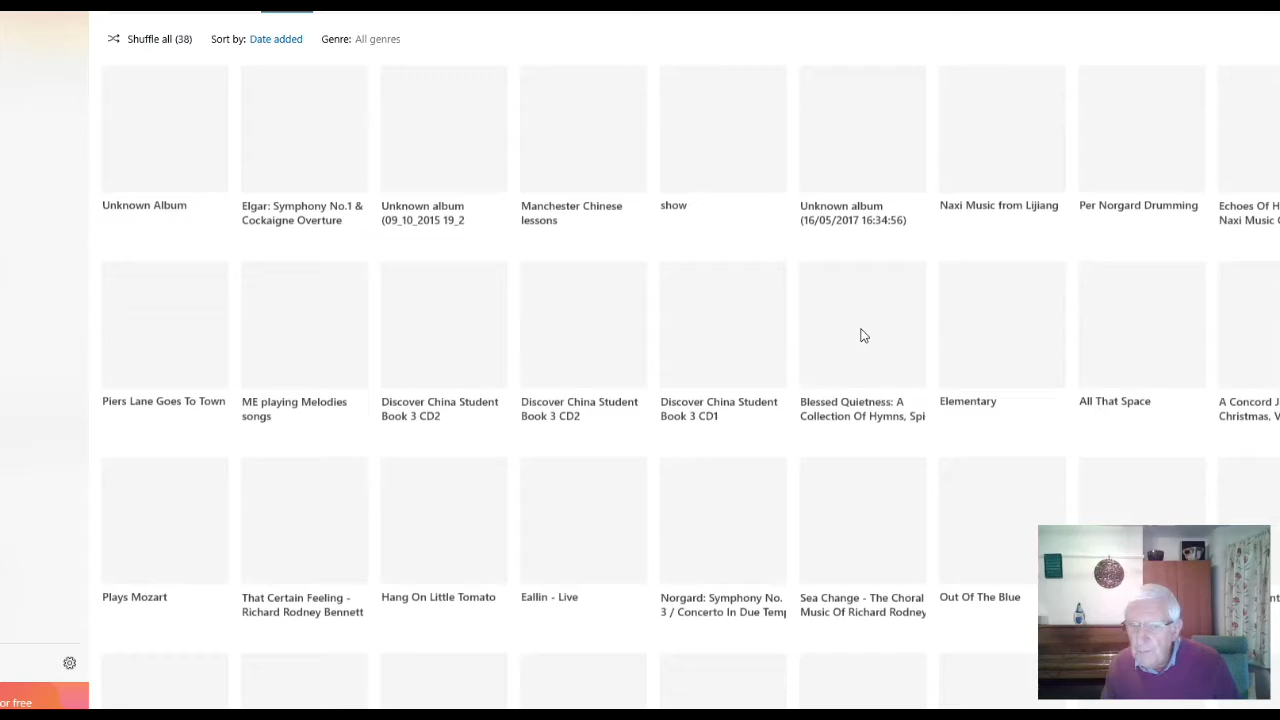 Shuffle all (38) Sort by: Date added Genre: All genres
Unknown Album
Elgar: Symphony No.1 &
Cockaigne Overture
Unknown album
(09_10_2015 19_2
Manchester Chinese
lessons
show
Unknown album
(16/05/2017 16:34:56)
Naxi Music from Lijiang
Per Norgard Drumming
Echoes Of H
Naxi Music
Piers Lane Goes To Town
ME playing Melodies
songs
Discover China Student
Book 3 CD2
Discover China Student
Book 3 CD2
Discover China Student
Book 3 CD1
Blessed Quietness: A
Collection Of Hymns, Spi
Elementary
All That Space
A Concord J
Christmas, V
Plays Mozart
That Certain Feeling -
Richard Rodney Bennett
Hang On Little Tomato
Eallin - Live
Norgard: Symphony No.
3 / Concerto In Due Temp
Sea Change - The Choral
Music Of Richard Rodney
Out Of The Blue
or free